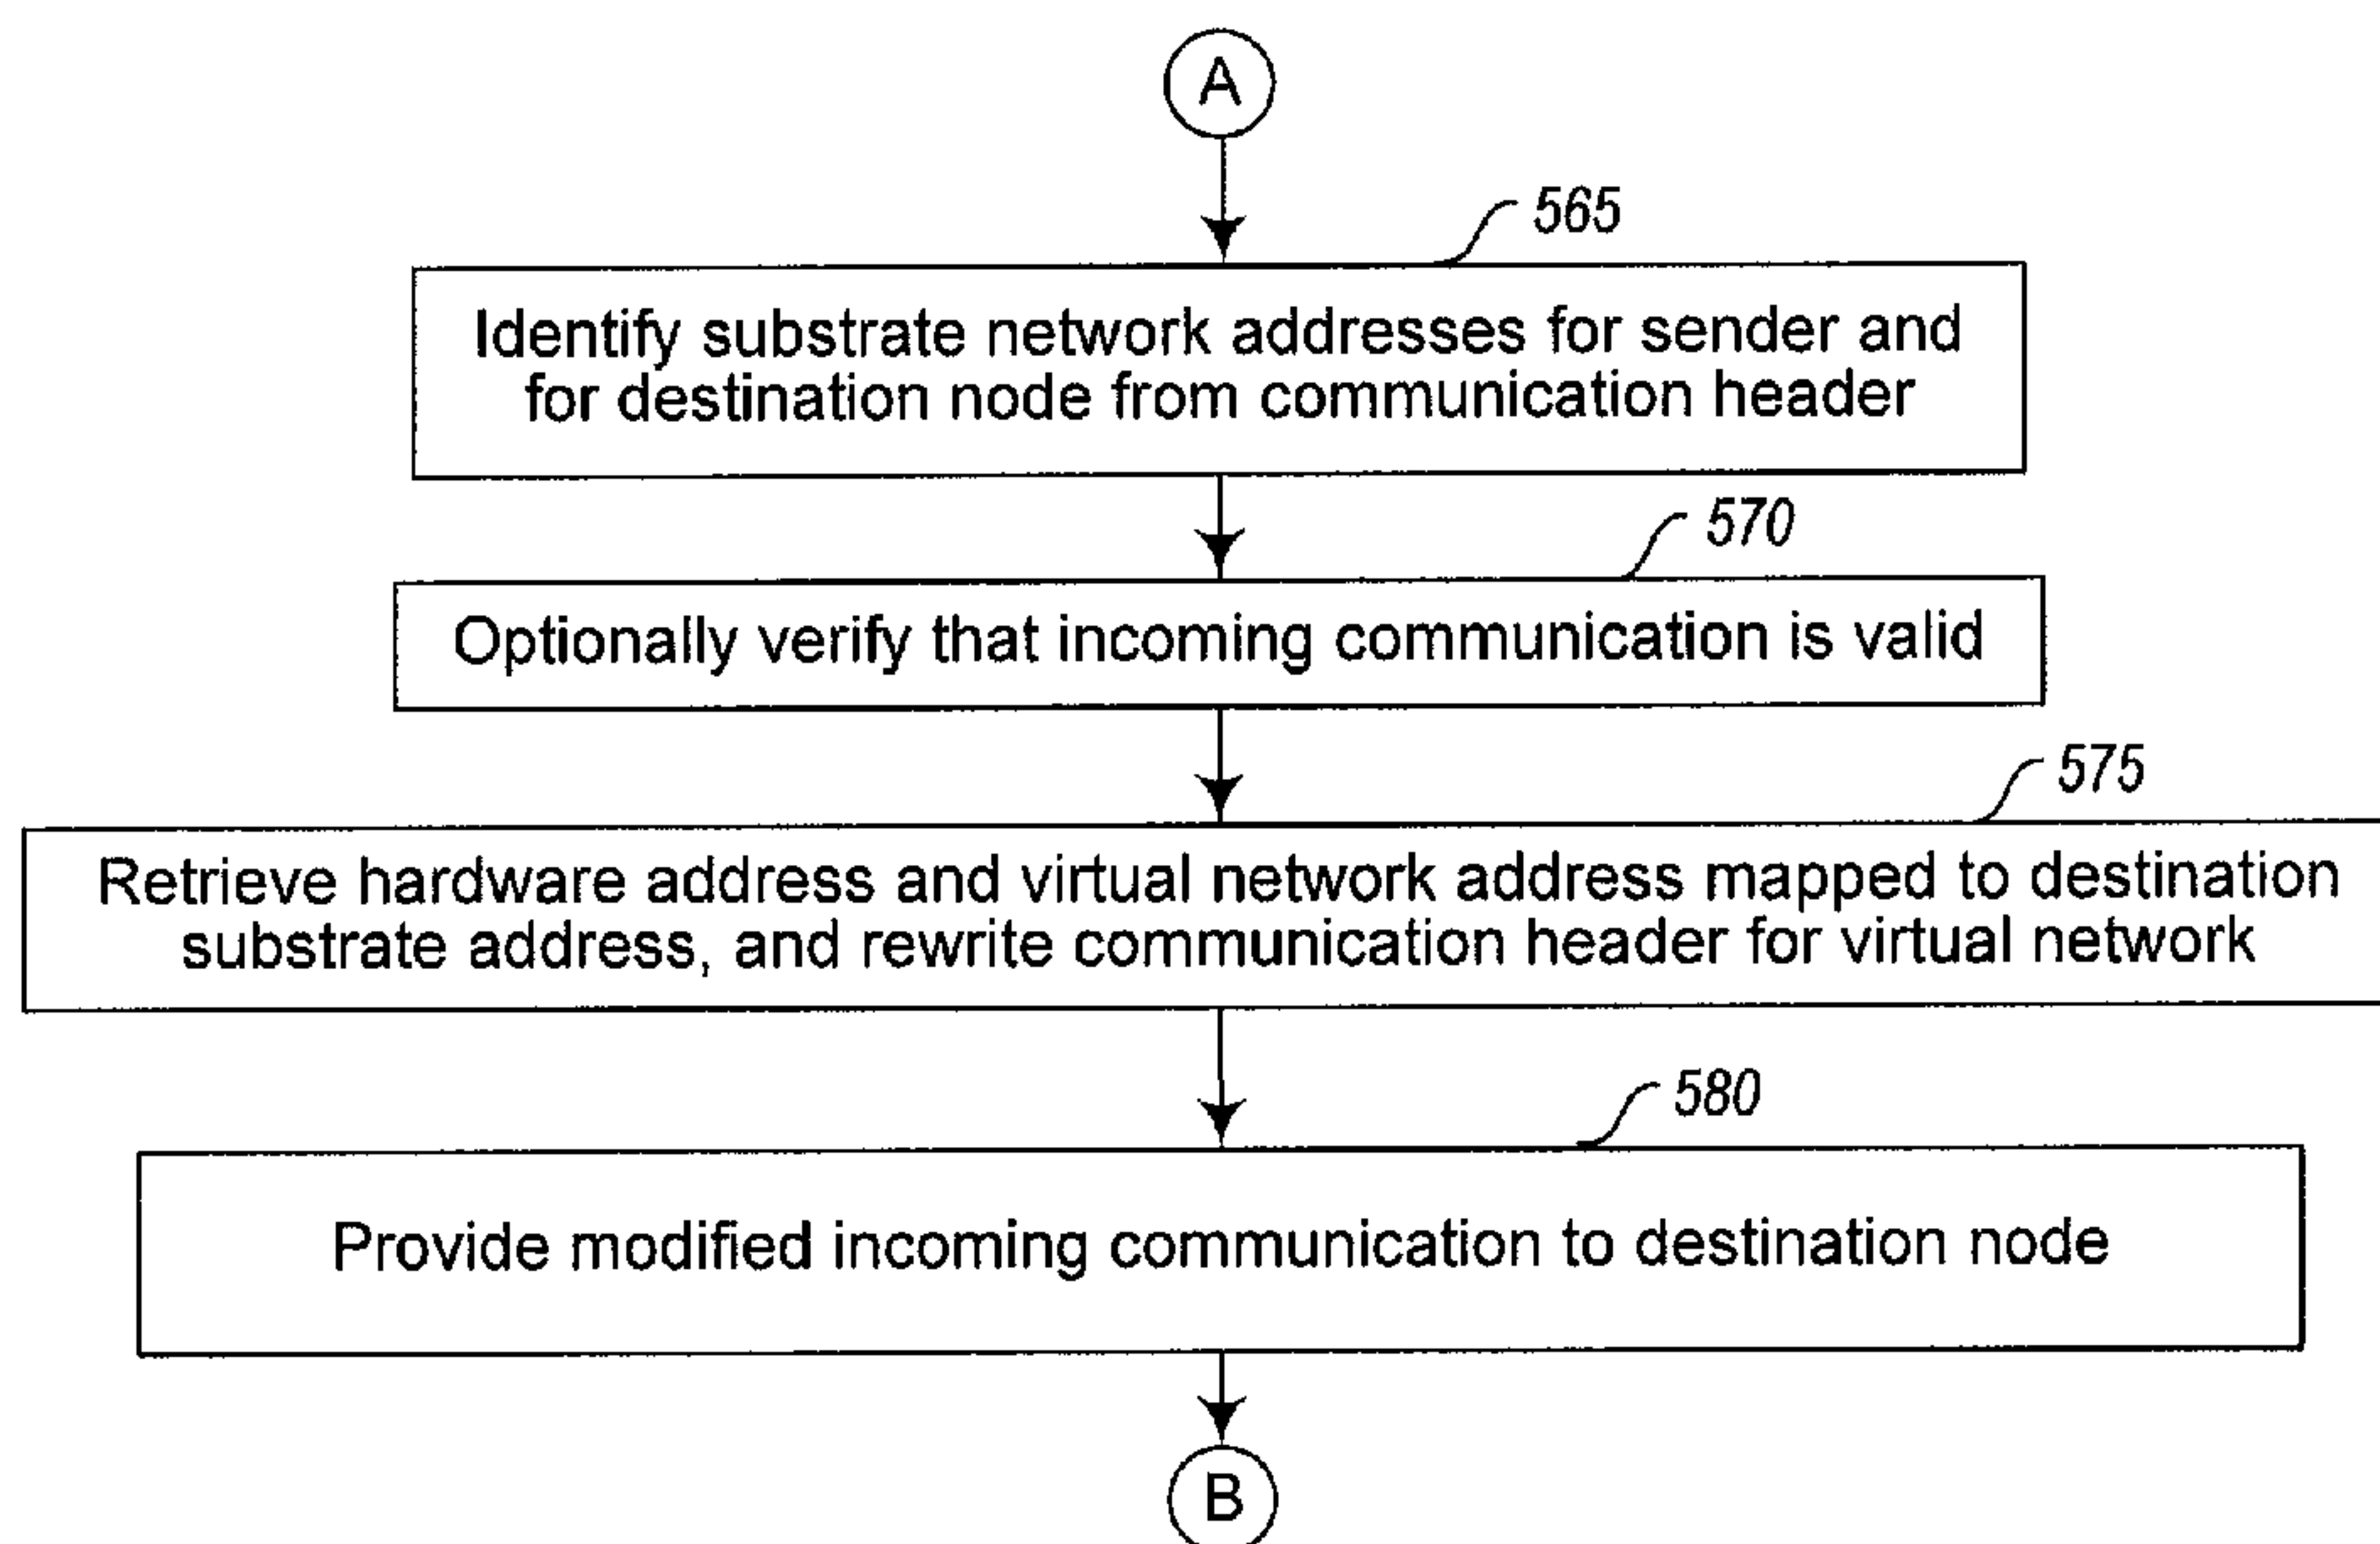 A
565
Identify substrate network addresses for sender and
for destination node from communication header
570
Optionally verify that incoming communication is valid
575
Retrieve hardware address and virtual network address mapped to destination
substrate address, and rewrite communication header for virtual network
580
Provide modified incoming communication to destination node
B